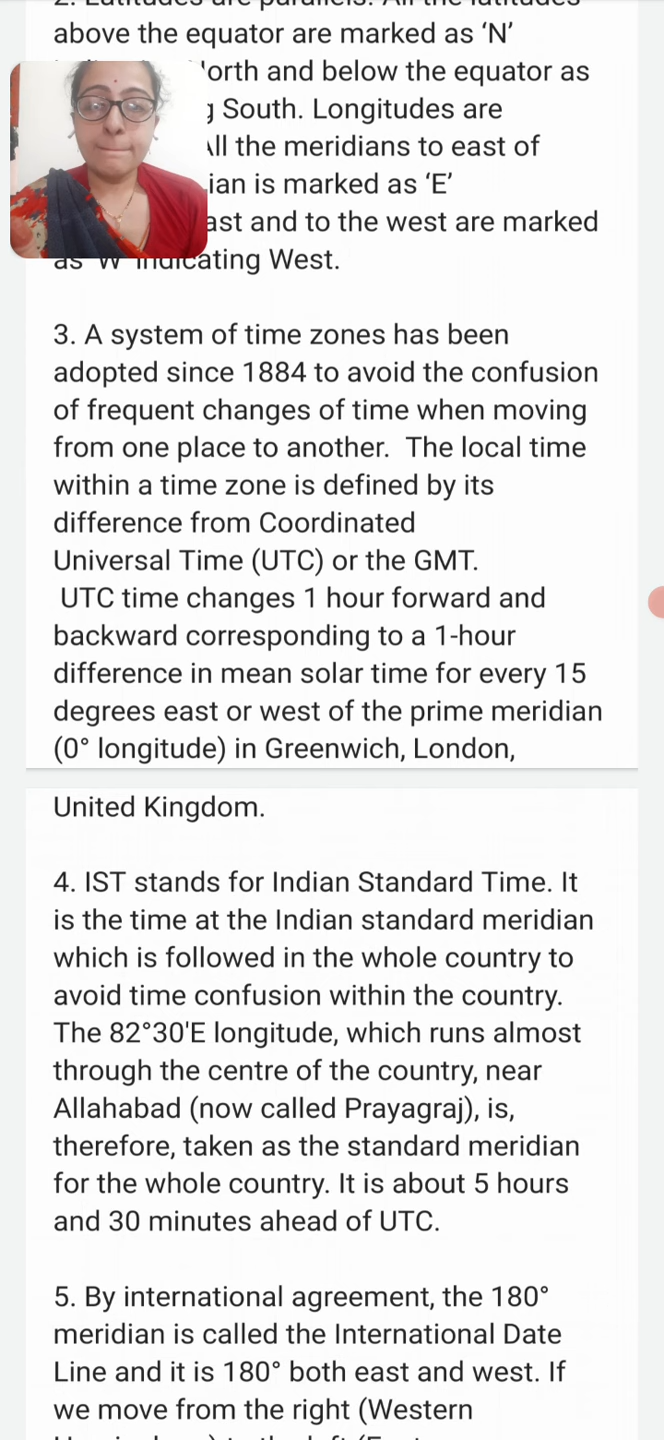 above the equator are marked as ‘N’
orth and below the equator as
South. Longitudes are
ll the meridians to east of
ian is marked as ‘E’
ast and to the west are marked
as ‘W’ indicating West.
3. A system of time zones has been
adopted since 1884 to avoid the confusion
of frequent changes of time when moving
from one place to another.  The local time
within a time zone is defined by its
difference from Coordinated
Universal Time (UTC) or the GMT.
UTC time changes 1 hour forward and
backward corresponding to a 1-hour
difference in mean solar time for every 15
degrees east or west of the prime meridian
(0° longitude) in Greenwich, London,
United Kingdom.
4. IST stands for Indian Standard Time. It
is the time at the Indian standard meridian
which is followed in the whole country to
avoid time confusion within the country.
The 82°30'E longitude, which runs almost
through the centre of the country, near
Allahabad (now called Prayagraj), is,
therefore, taken as the standard meridian
for the whole country. It is about 5 hours
and 30 minutes ahead of UTC.
5. By international agreement, the 180°
meridian is called the International Date
Line and it is 180° both east and west. If
we move from the right (Western